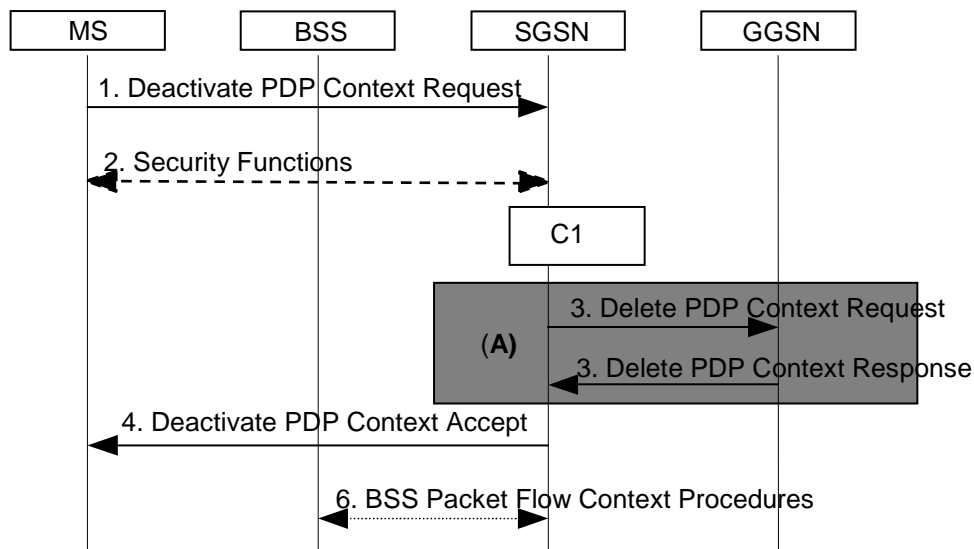 MS
BSS
SGSN
GGSN
1. Deactivate PDP Context Request
2. Security Functions
C1
3. Delete PDP Context Request
(A)
3. Delete PDP Context Response
4. Deactivate PDP Context Accept
6. BSS Packet Flow Context Procedures